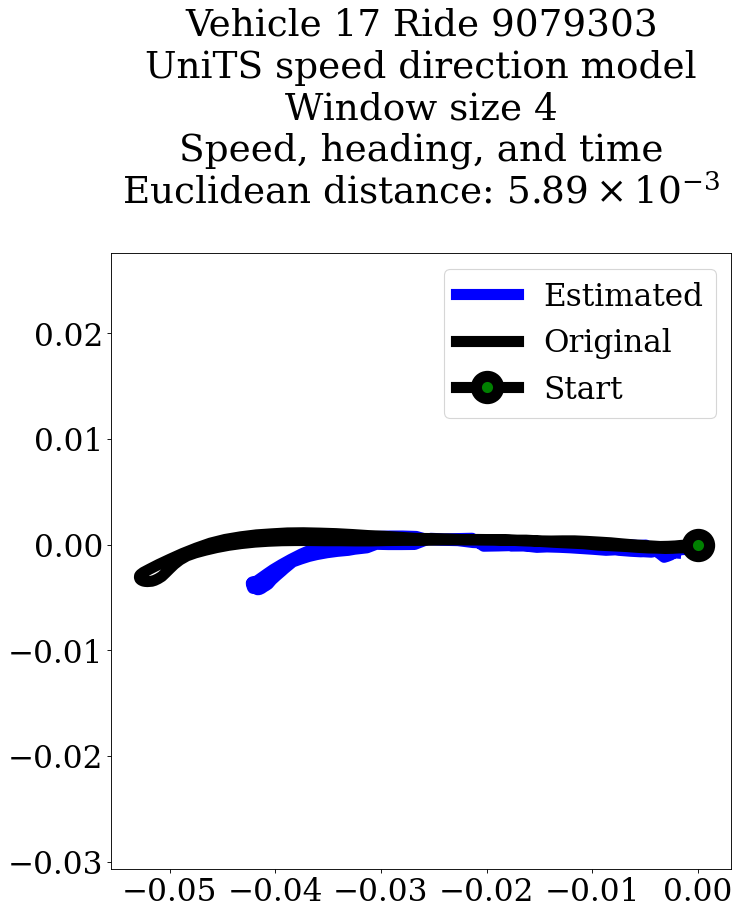 Vehicle 17 Ride 9079303
UniTS speed direction model
Window size 4
Speed, heading, and time
Euclidean distance: 5.89 × 10⁻³
Estimated
Original
Start
0.02
0.01
0.00
−0.01
−0.02
−0.03
−0.05 −0.04 −0.03 −0.02 −0.01 0.00